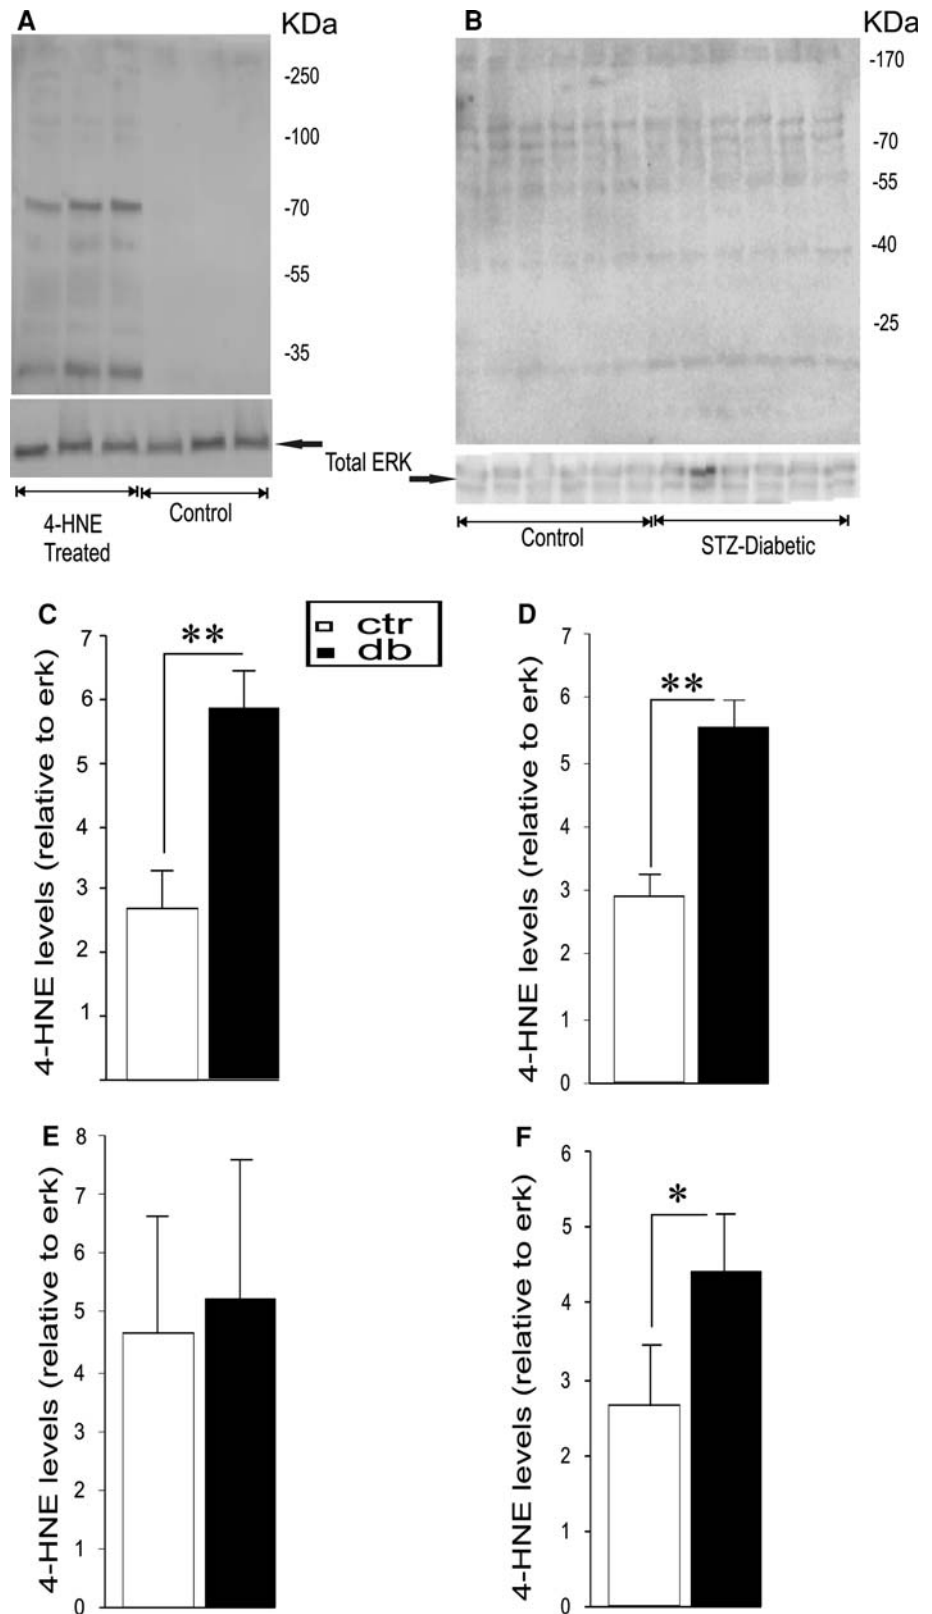 A
KDa
-250
-100
-70
-55
-35
4-HNE
Treated
Control
B
KDa
-170
-70
-55
-40
-25
Total ERK
Control
STZ-Diabetic
C
4-HNE levels (relative to erk)
7
6
5
4
3
2
1
**
ctr
db
D
4-HNE levels (relative to erk)
7
6
5
4
3
2
1
0
**
E
4-HNE levels (relative to erk)
8
7
6
5
4
3
2
1
0
F
4-HNE levels (relative to erk)
6
5
4
3
2
1
0
*